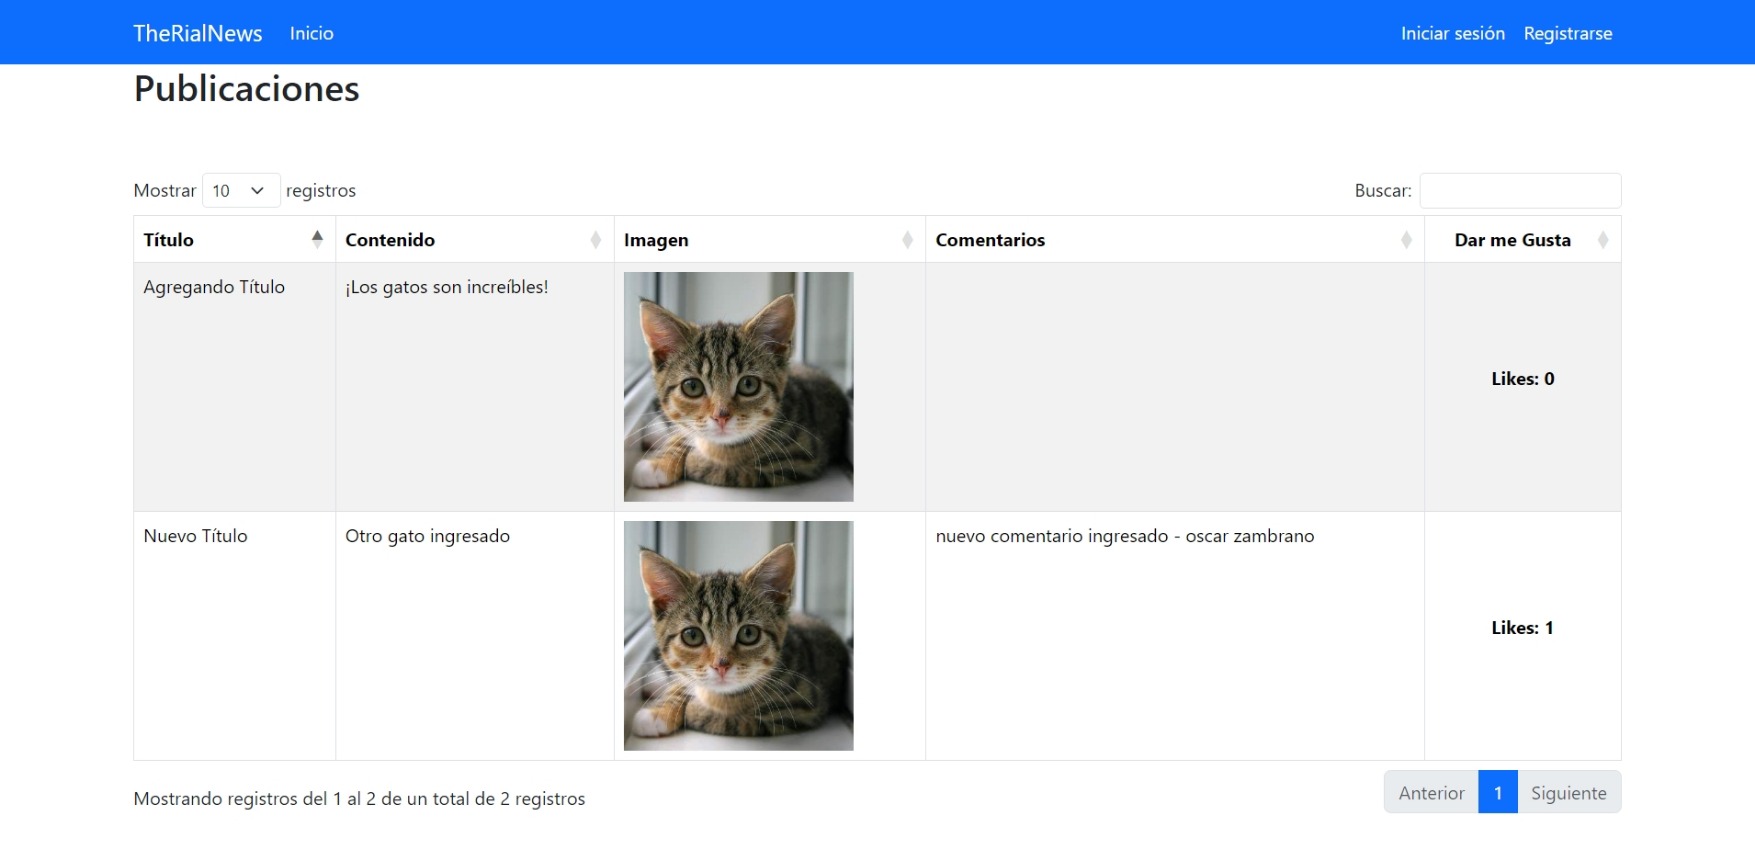 TheRialNews Inicio Iniciar sesión Registrarse
Publicaciones
Mostrar 10 registros Buscar:
Título Contenido Imagen Comentarios Dar me Gusta
Agregando Título ¡Los gatos son increíbles!
Likes: 0
Nuevo Título Otro gato ingresado nuevo comentario ingresado - oscar zambrano
Likes: 1
Mostrando registros del 1 al 2 de un total de 2 registros Anterior 1 Siguiente